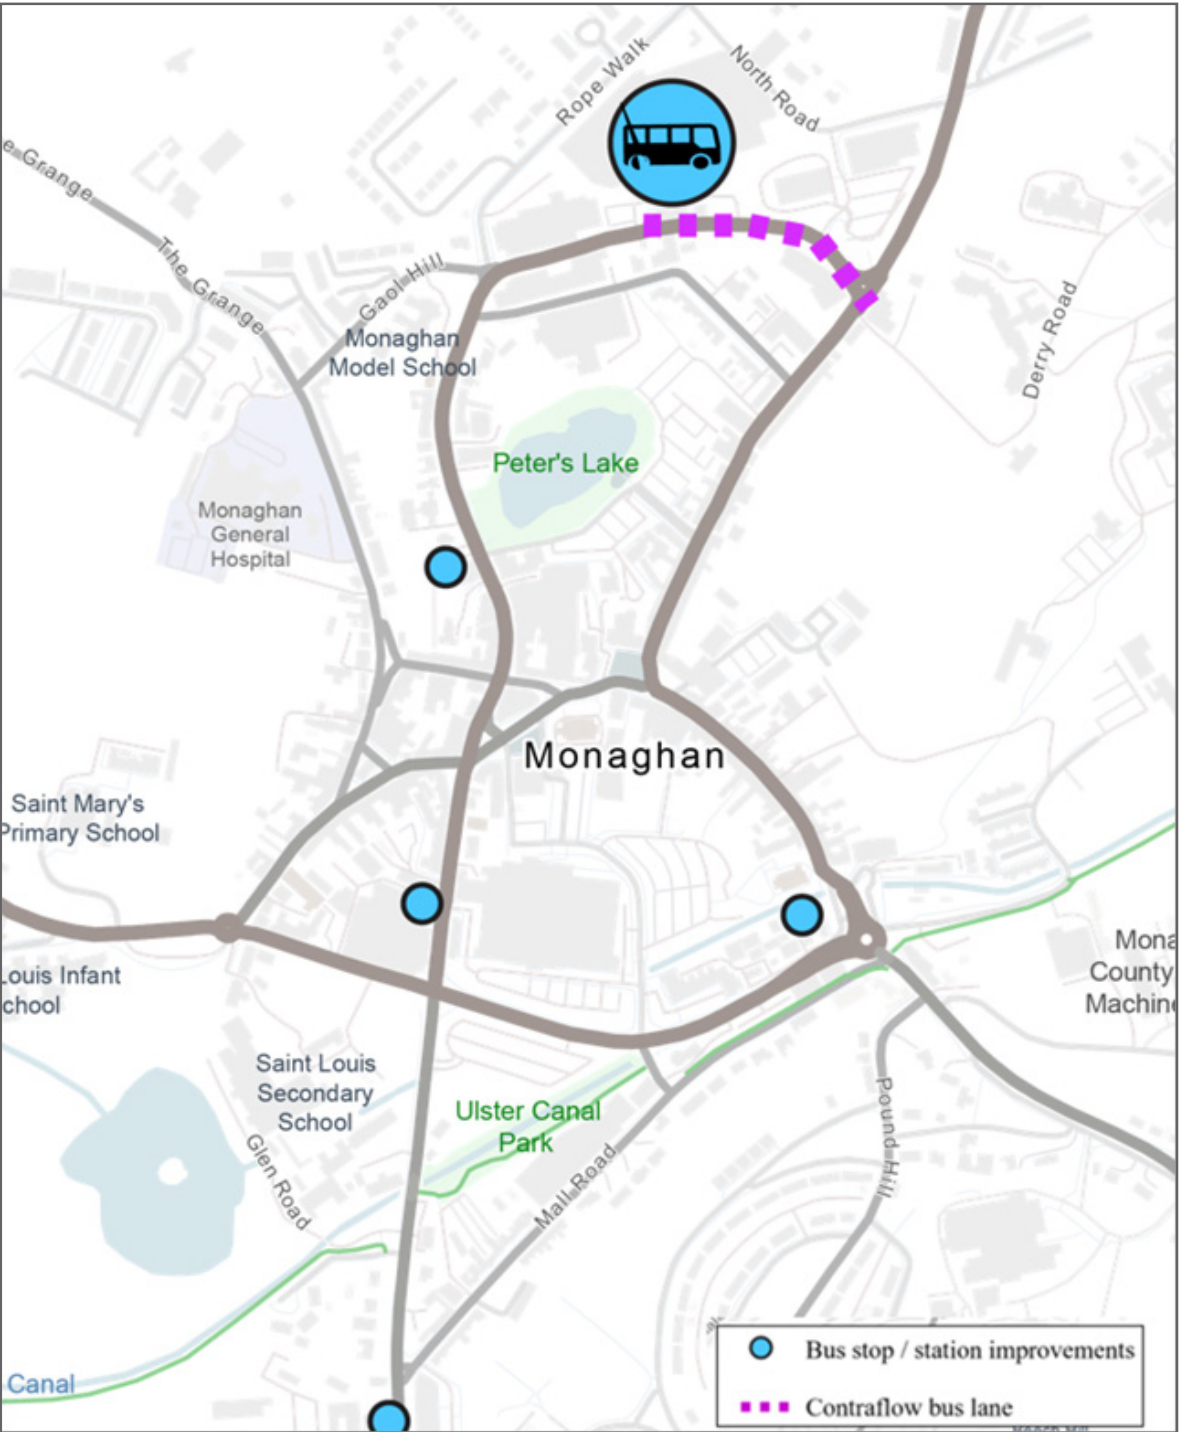 Rope Walk
North Road
e Grange
The Grange
Gaol Hill
Derry Road
Monaghan
Model School
Peter's Lake
Monaghan
General
Hospital
Monaghan
Saint Mary's
Primary School
Louis Infant
chool
Mona
County
Machine
Saint Louis
Secondary
School
Ulster Canal
Park
Glen Road
Mall Road
Pound Hill
Canal
Bus stop / station improvements
Contraflow bus lane